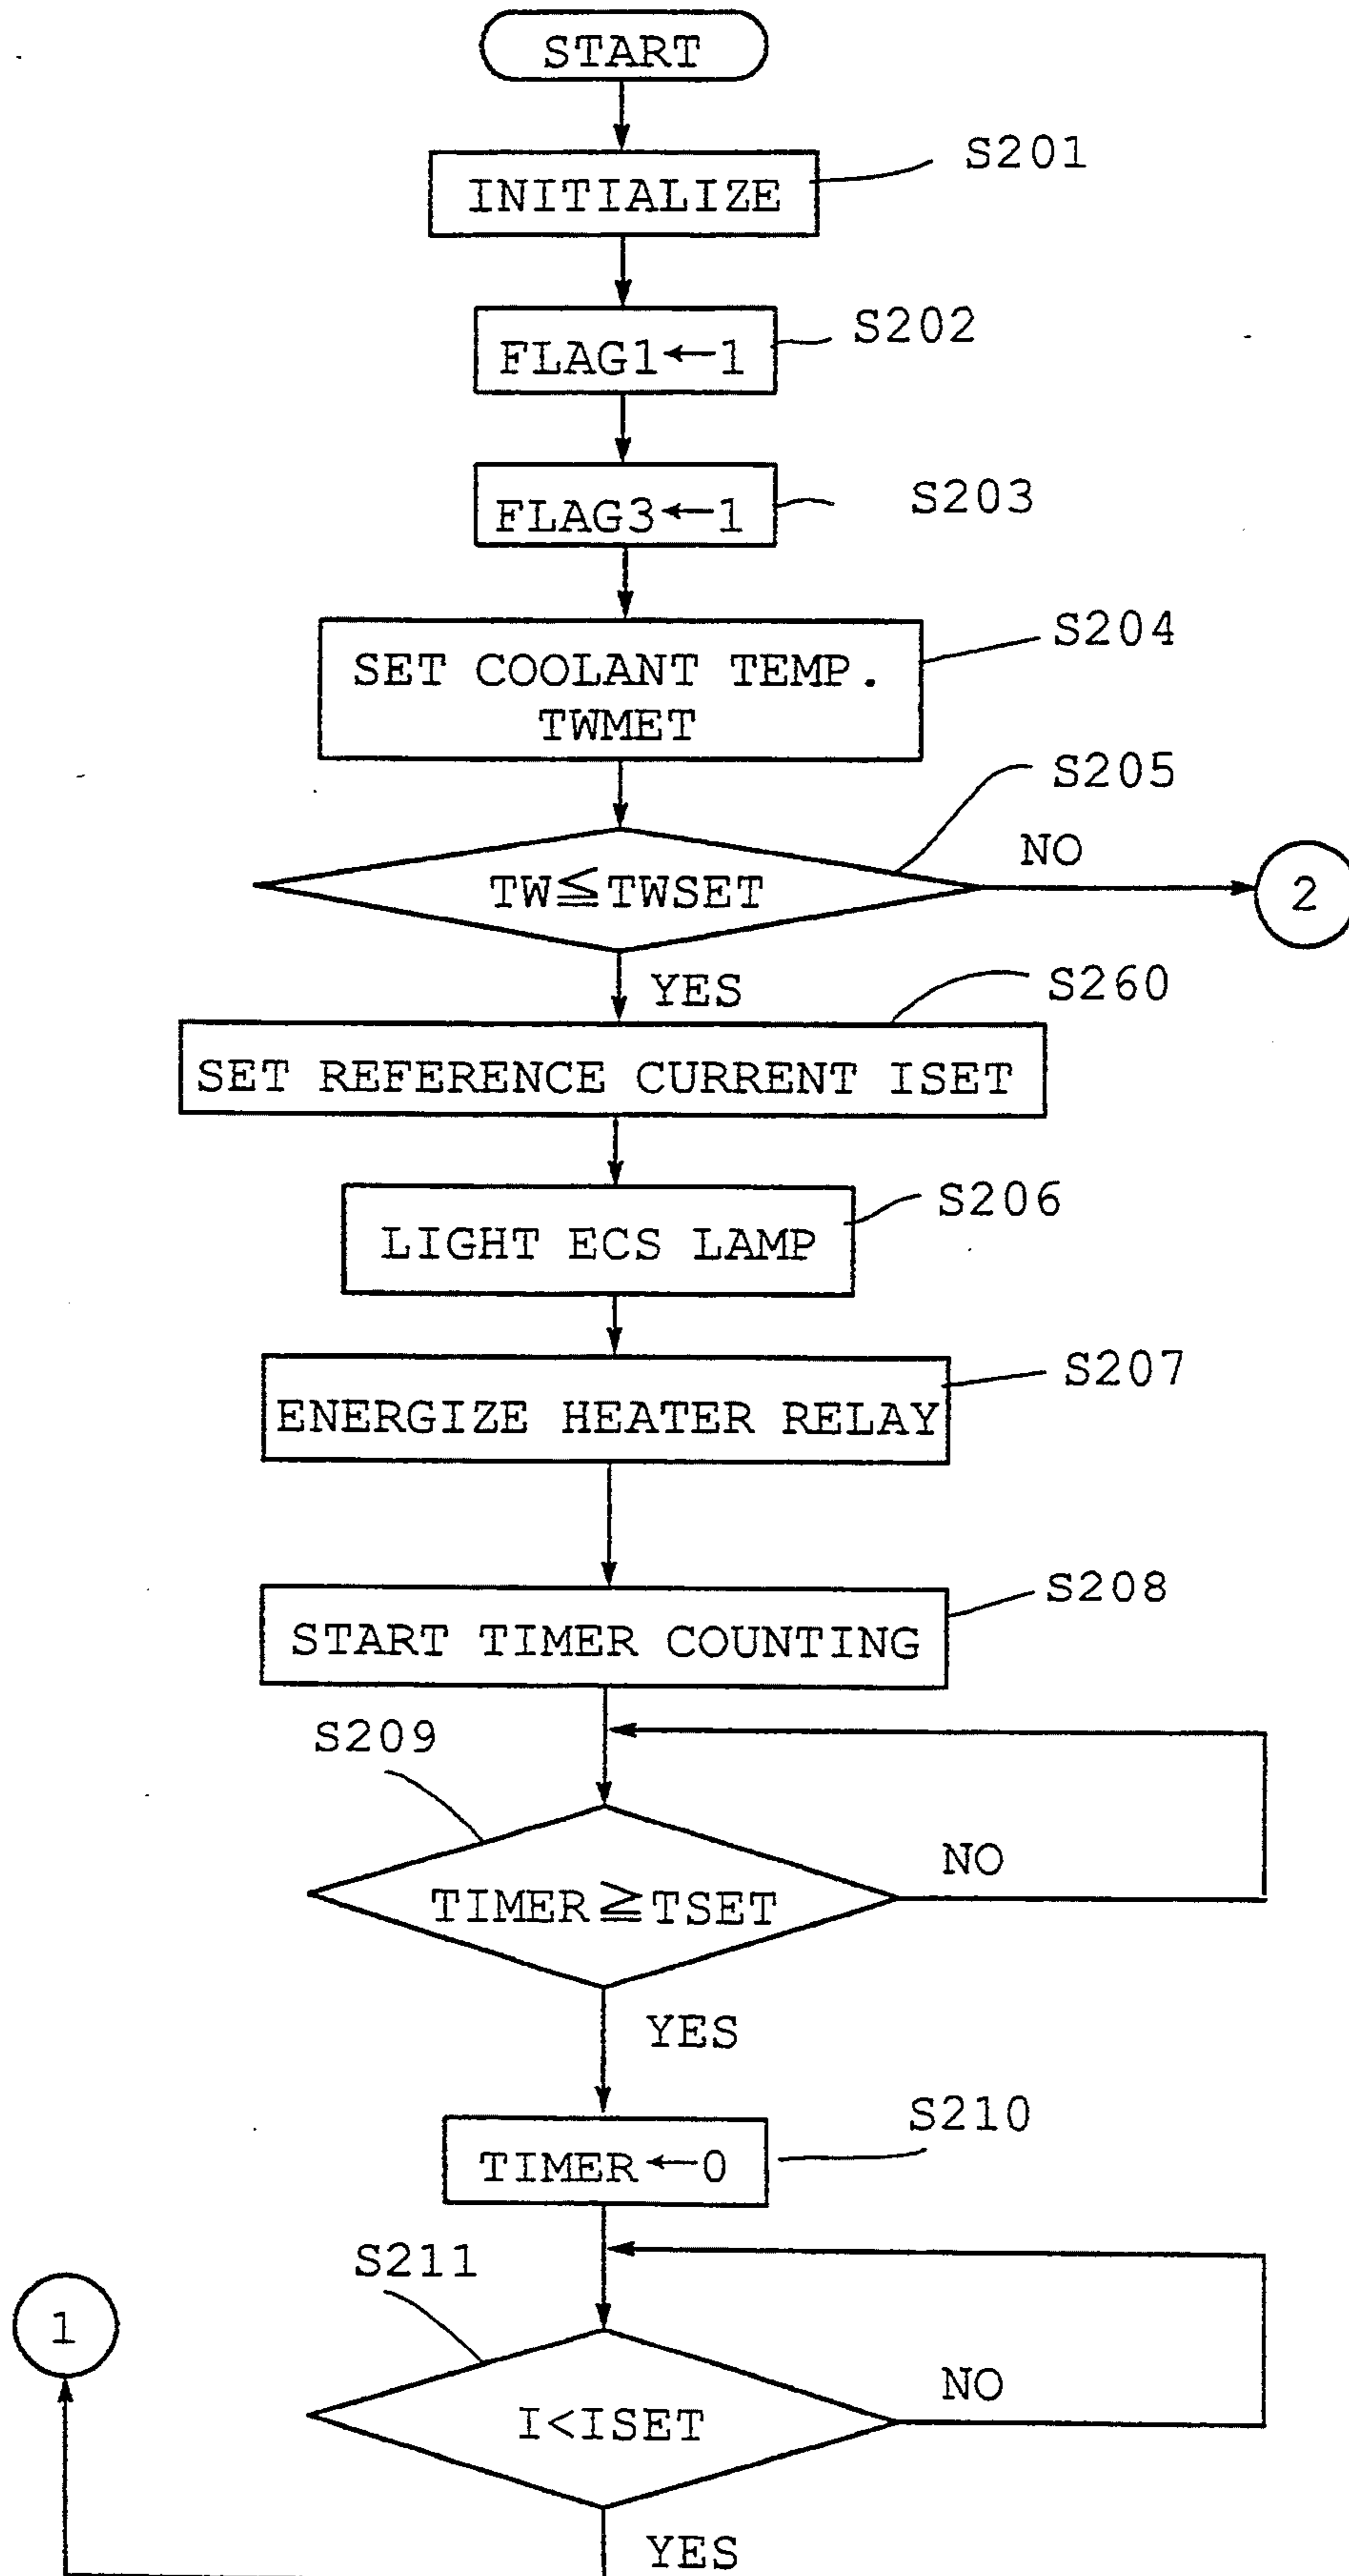 START
S201
INITIALIZE
S202
FLAG1←1
S203
FLAG3←1
S204
SET COOLANT TEMP.
TWMET
S205
NO
TW≦TWSET
2
YES
S260
SET REFERENCE CURRENT ISET
S206
LIGHT ECS LAMP
S207
ENERGIZE HEATER RELAY
S208
START TIMER COUNTING
S209
NO
TIMER≧TSET
YES
S210
TIMER←0
S211
1
NO
I<ISET
YES